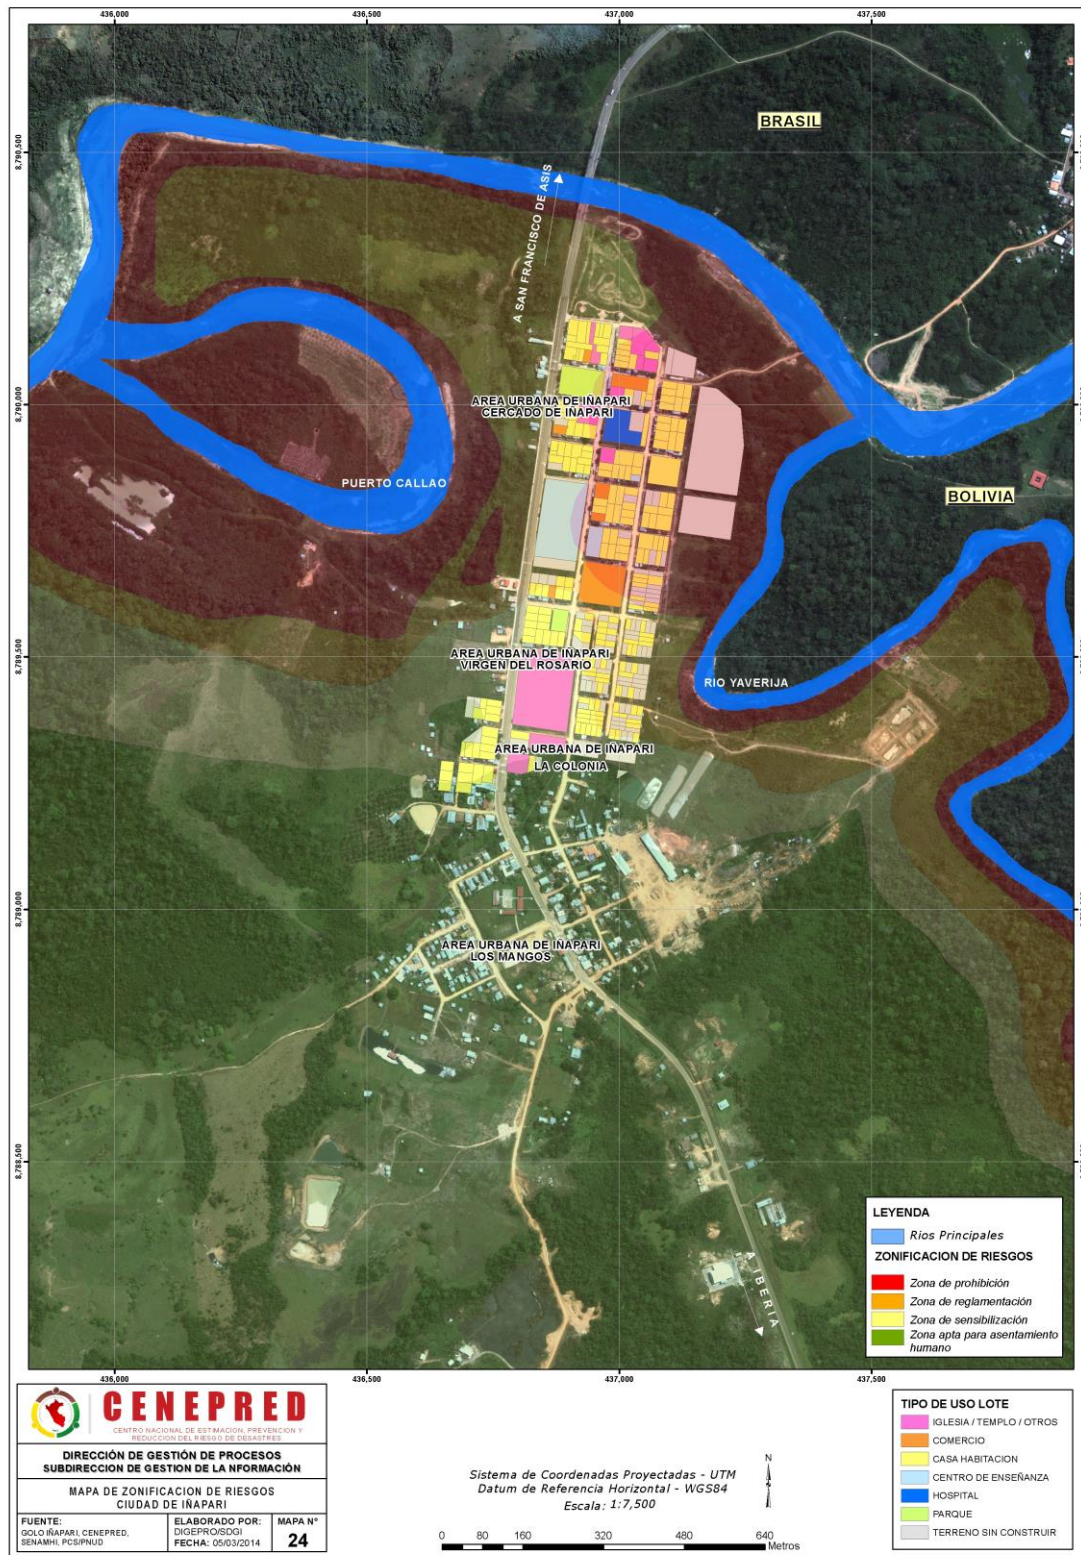 436,000 436,500 437,000 437,500
BRASIL
8,790,500
A SAN FRANCISCO DE ASIS
8,790,000
AREA URBANA DE IÑAPARI
CERCADO DE IÑAPARI
PUERTO CALLAO
BOLIVIA
8,789,500
AREA URBANA DE IÑAPARI
VIRGEN DEL ROSARIO
RIO YAVERIJA
AREA URBANA DE IÑAPARI
LA COLONIA
8,789,000
AREA URBANA DE IÑAPARI
LOS MANGOS
8,788,500
A IBERIA
LEYENDA
Rios Principales
ZONIFICACION DE RIESGOS
Zona de prohibición
Zona de reglamentación
Zona de sensibilización
Zona apta para asentamiento
humano
436,000 436,500 437,000 437,500
CENEPRED
CENTRO NACIONAL DE ESTIMACION, PREVENCION Y
REDUCCION DEL RIESGO DE DESASTRES
DIRECCIÓN DE GESTIÓN DE PROCESOS
SUBDIRECCION DE GESTION DE LA NFORMACIÓN
MAPA DE ZONIFICACION DE RIESGOS
CIUDAD DE IÑAPARI
FUENTE:
GOLO IÑAPARI, CENEPRED,
SENAMHI, PCS/PNUD
ELABORADO POR:
DIGEPRO/SDGI
FECHA: 05/03/2014
MAPA N°
24
Sistema de Coordenadas Proyectadas - UTM
Datum de Referencia Horizontal - WGS84
Escala: 1:7,500
N
0 80 160 320 480 640
Metros
TIPO DE USO LOTE
IGLESIA / TEMPLO / OTROS
COMERCIO
CASA HABITACION
CENTRO DE ENSEÑANZA
HOSPITAL
PARQUE
TERRENO SIN CONSTRUIR